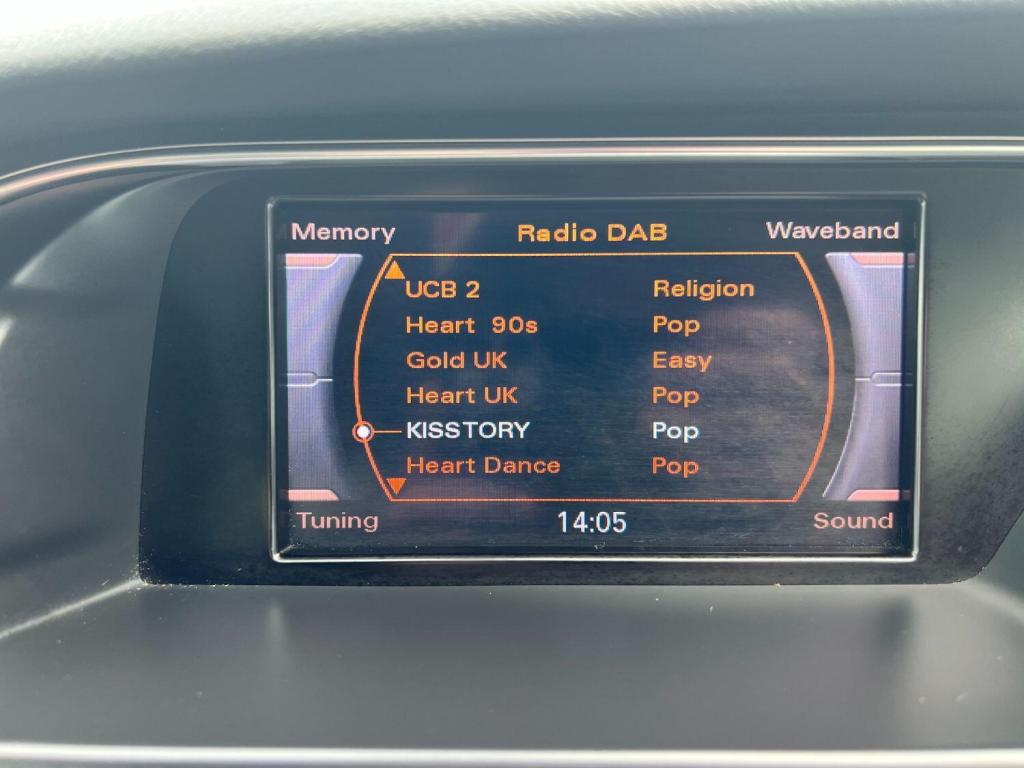 Memory Radio DAB Waveband
UCB 2 Religion
Heart 90s Pop
Gold UK Easy
Heart UK Pop
KISSTORY Pop
Heart Dance Pop
Tuning 14:05 Sound